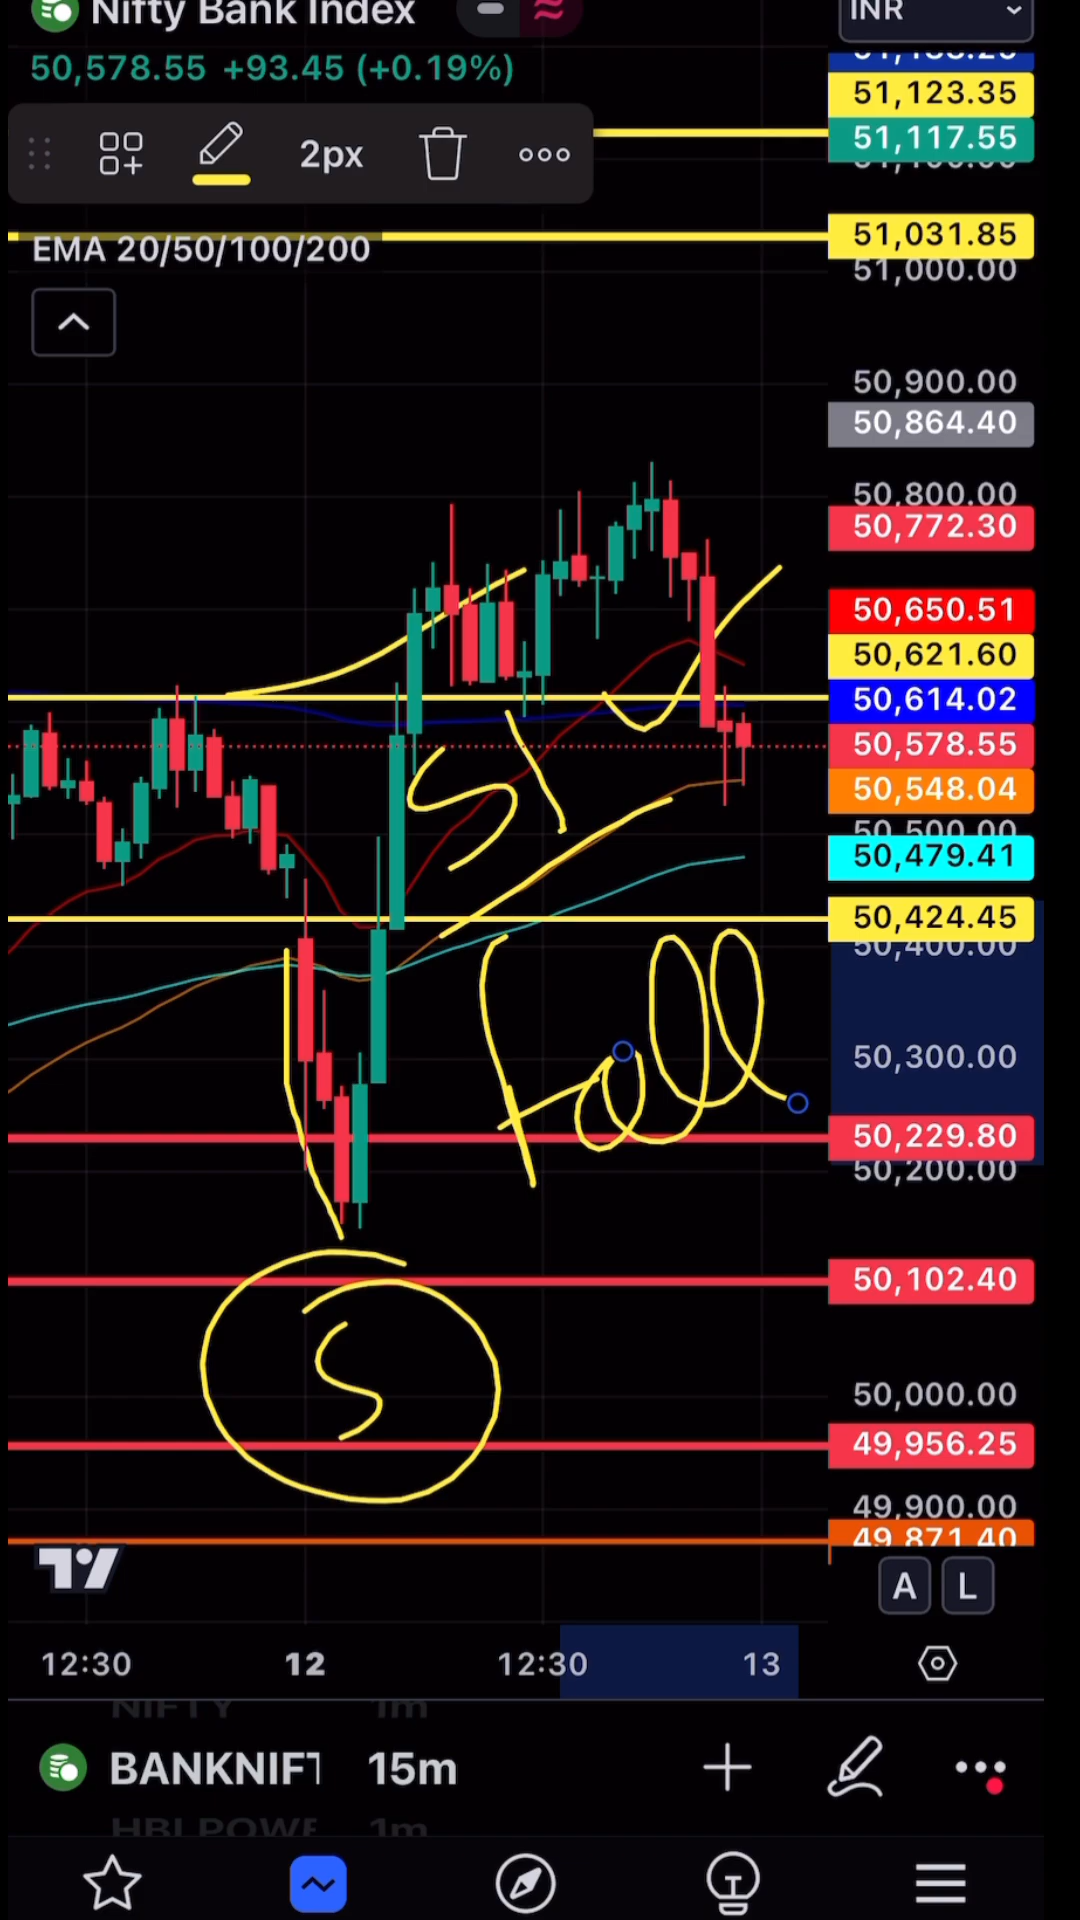 Nifty Bank Index
INR
50,578.55 +93.45 (+0.19%)
51,123.35
51,117.55
2px
EMA 20/50/100/200
51,031.85
51,000.00
50,900.00
50,864.40
50,800.00
50,772.30
50,650.51
50,621.60
50,614.02
50,578.55
50,548.04
50,500.00
50,479.41
50,424.45
50,400.00
Fall
50,300.00
50,229.80
50,200.00
50,102.40
S
50,000.00
49,956.25
49,900.00
49,871.40
A L
12:30 12 12:30 13
NIFTY 1m
BANKNIFT 15m
1m